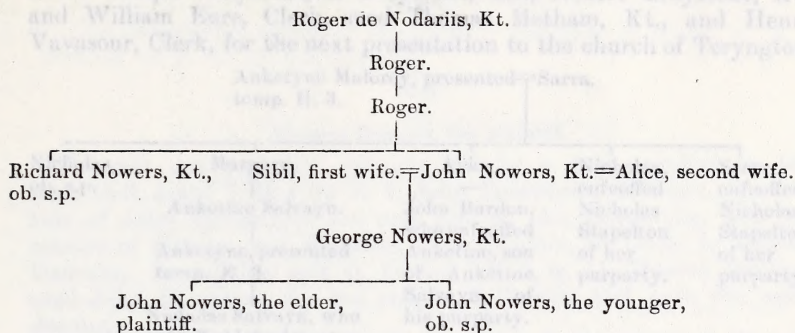 Roger de Nodariis, Kt.
Roger.
Roger.
Richard Nowers, Kt., Sibil, first wife.=John Nowers, Kt.=Alice, second wife.
ob. s.p.
George Nowers, Kt.
John Nowers, the elder, John Nowers, the younger,
plaintiff. ob. s.p.